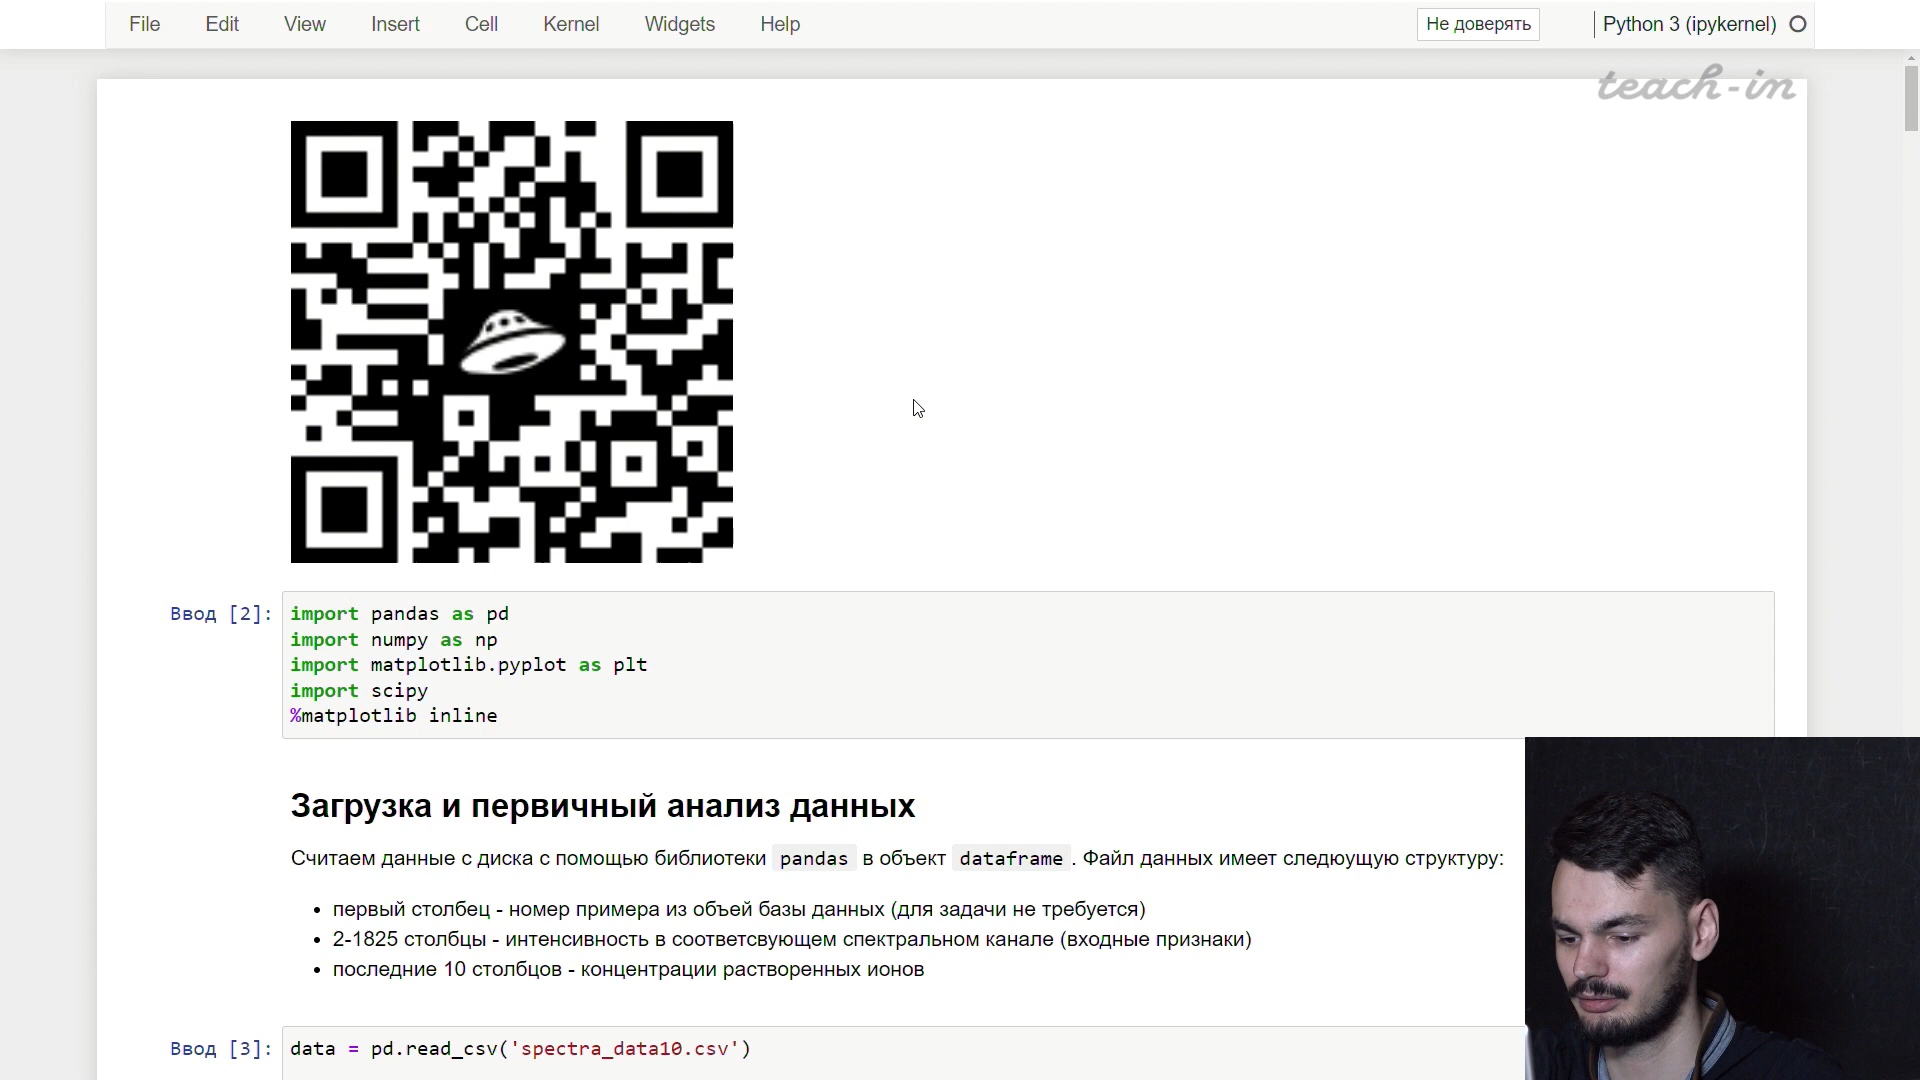 File Edit View Insert Cell Kernel Widgets Help Не доверять Python 3 (ipykernel)
teach-in
Ввод [2]: import pandas as pd
import numpy as np
import matplotlib.pyplot as plt
import scipy
%matplotlib inline
Загрузка и первичный анализ данных
Считаем данные с диска с помощью библиотеки pandas в объект dataframe . Файл данных имеет следюущую структуру:
• первый столбец - номер примера из объей базы данных (для задачи не требуется)
• 2-1825 столбцы - интенсивность в соответсвующем спектральном канале (входные признаки)
• последние 10 столбцов - концентрации растворенных ионов
Ввод [3]: data = pd.read_csv('spectra_data10.csv')